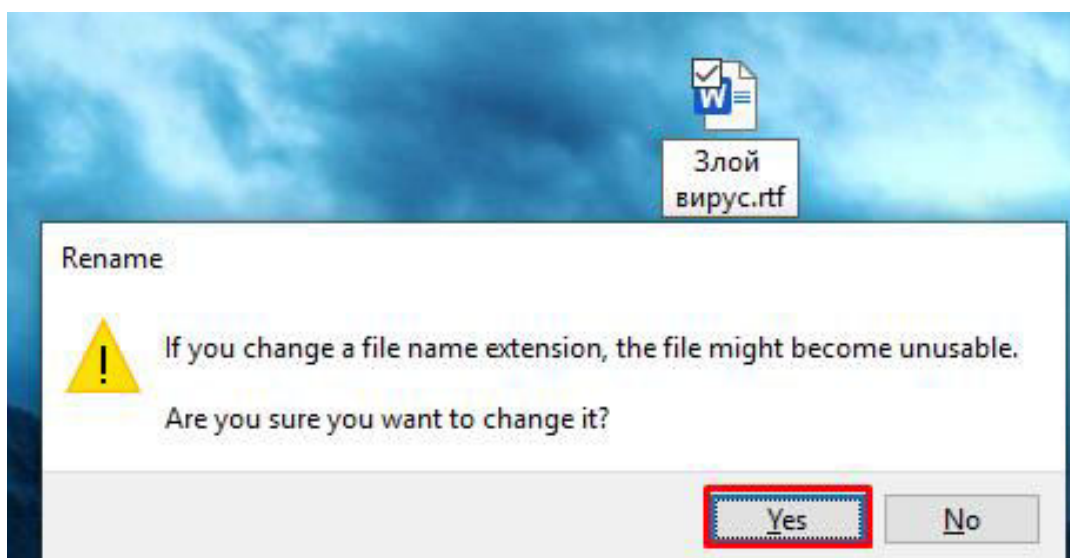 W
Злой
вирус.rtf
Rename
!
If you change a file name extension, the file might become unusable.
Are you sure you want to change it?
Yes
No